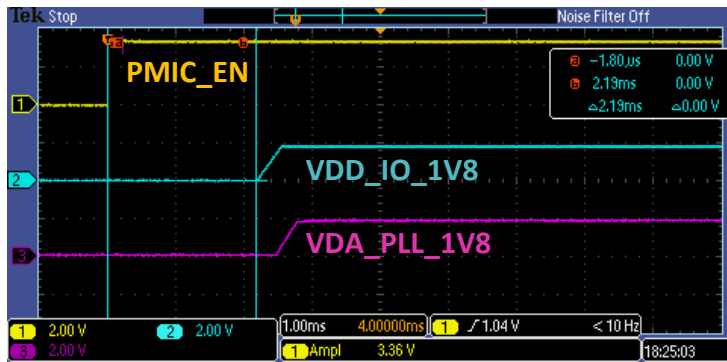 Tek Stop
Noise Filter Off
a -1.80µs 0.00 V
b 2.19ms 0.00 V
△2.19ms △0.00 V
PMIC_EN
1
VDD_IO_1V8
2
VDA_PLL_1V8
3
1 2.00 V 2 2.00 V
3 2.00 V
1.00ms 4.00000ms
1 1.04 V <10 Hz
1 Ampl 3.36 V
18:25:03